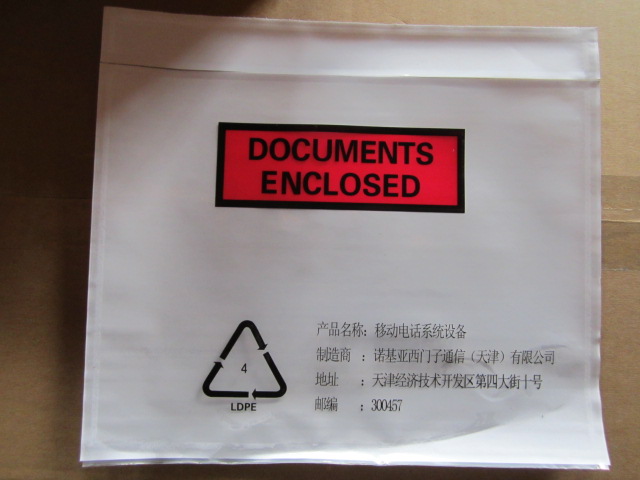 DOCUMENTS
ENCLOSED
4
LDPE
产品名称：移动电话系统设备
制造商 ：诺基亚西门子通信（天津）有限公司
地址 ：天津经济技术开发区第四大街十号
邮编 ：300457